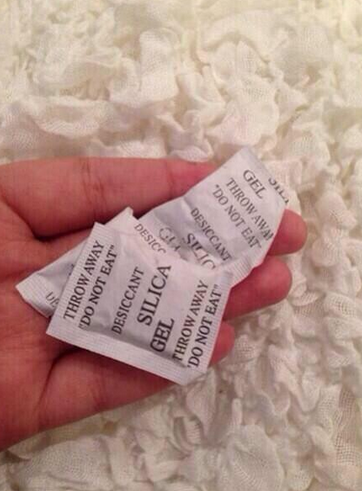 THROW AWAY
"DO NOT EAT"
DESICCANT
SILICA
GEL
THROW AWAY
"DO NOT EAT"
GEL
THROW AWAY
"DO NOT EAT"
DESICCANT